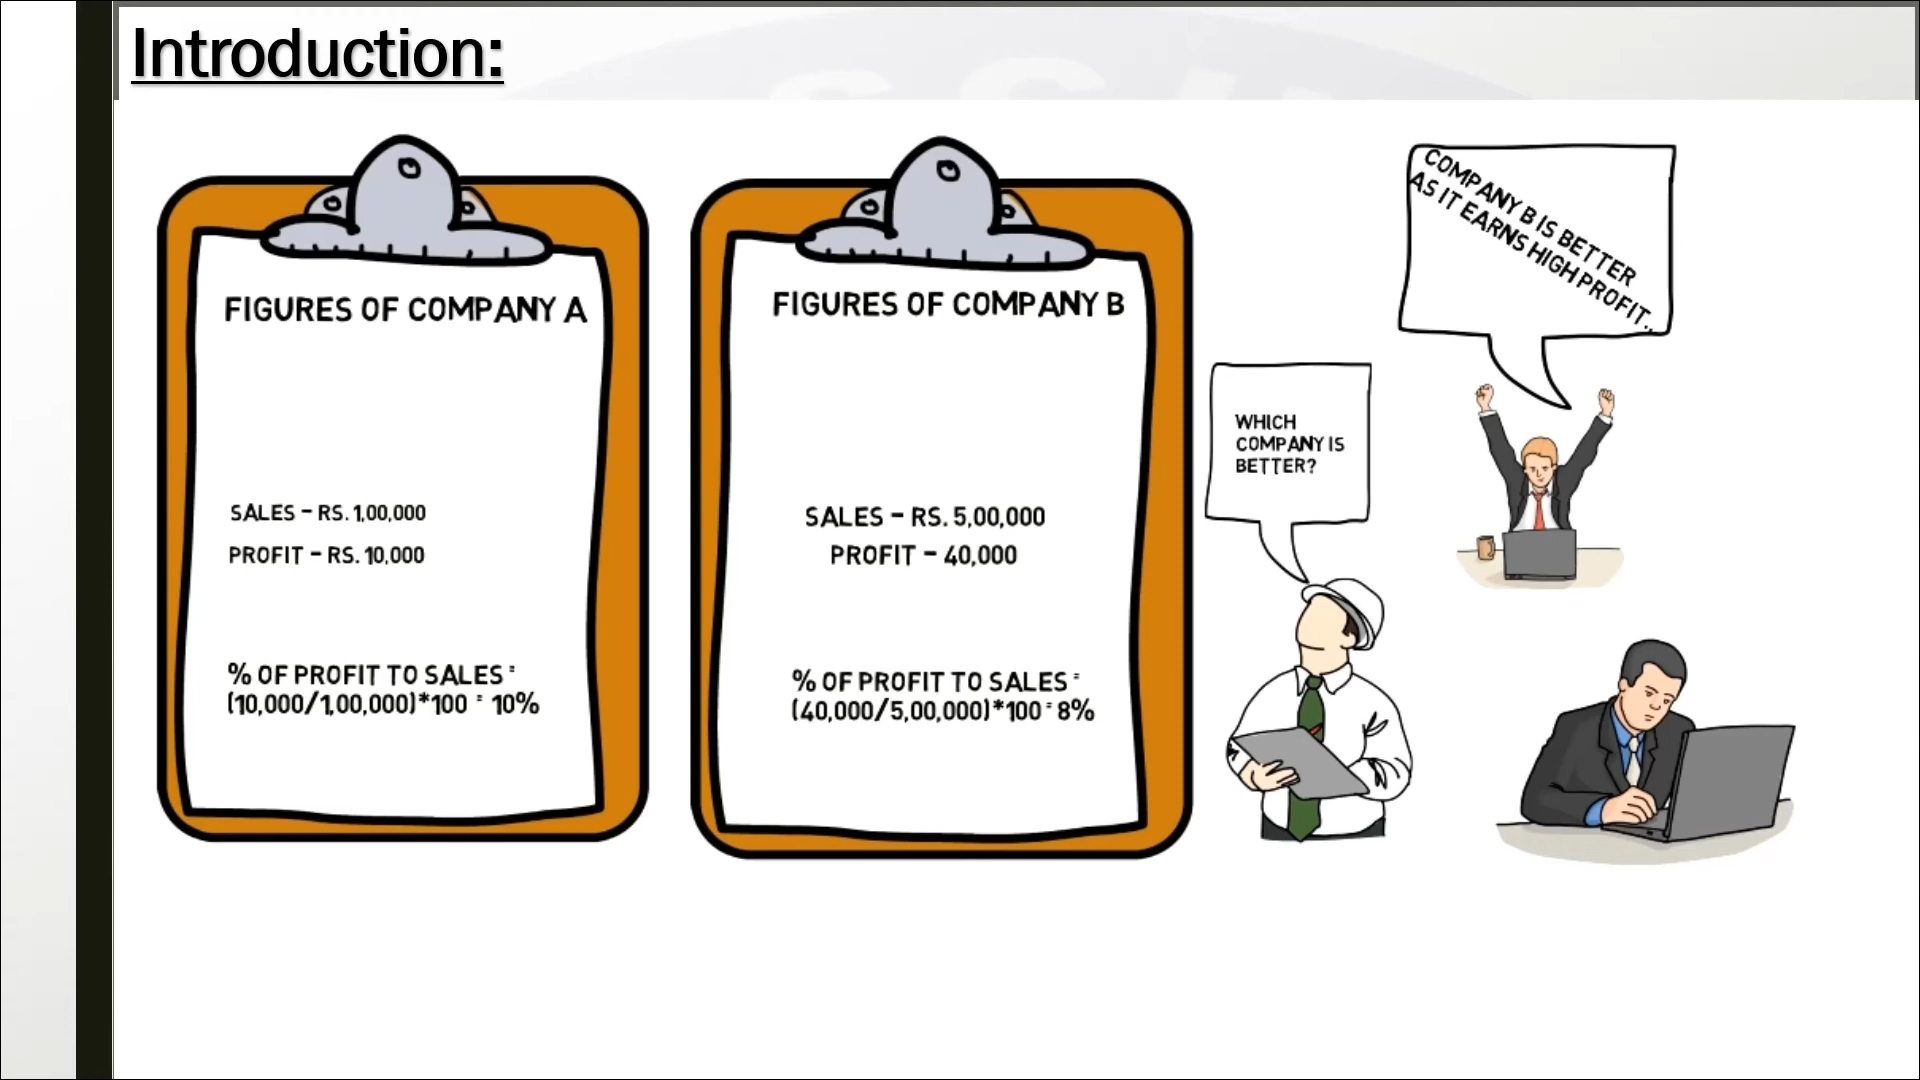 Introduction:
FIGURES OF COMPANY A
SALES - RS. 1,00,000
PROFIT - RS. 10,000
% OF PROFIT TO SALES =
(10,000/1,00,000)*100 = 10%
FIGURES OF COMPANY B
SALES - RS. 5,00,000
PROFIT - 40,000
% OF PROFIT TO SALES =
(40,000/5,00,000)*100 = 8%
WHICH
COMPANY IS
BETTER?
COMPANY B IS BETTER
AS IT EARNS HIGH PROFIT..